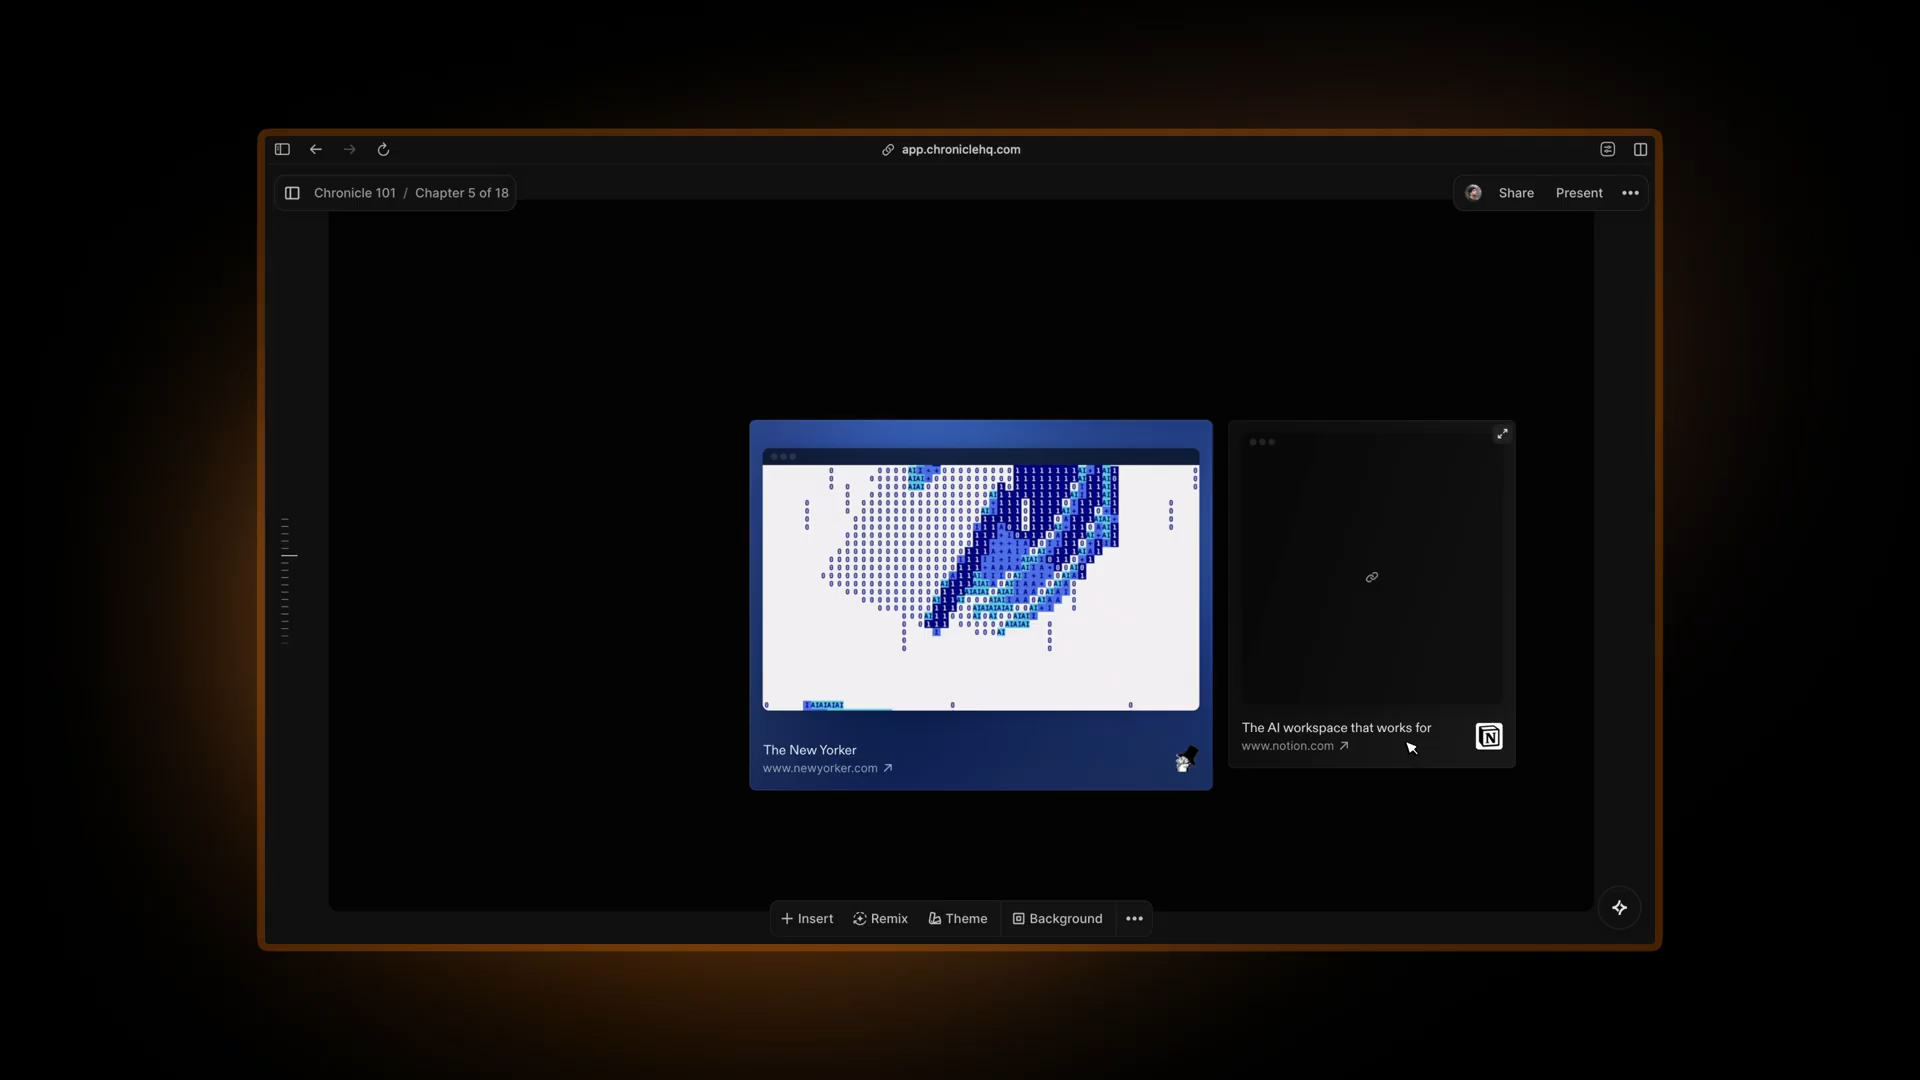 app.chroniclehq.com
Chronicle 101 / Chapter 5 of 18
Share
Present
The New Yorker
www.newyorker.com
The AI workspace that works for
www.notion.com
Insert
Remix
Theme
Background